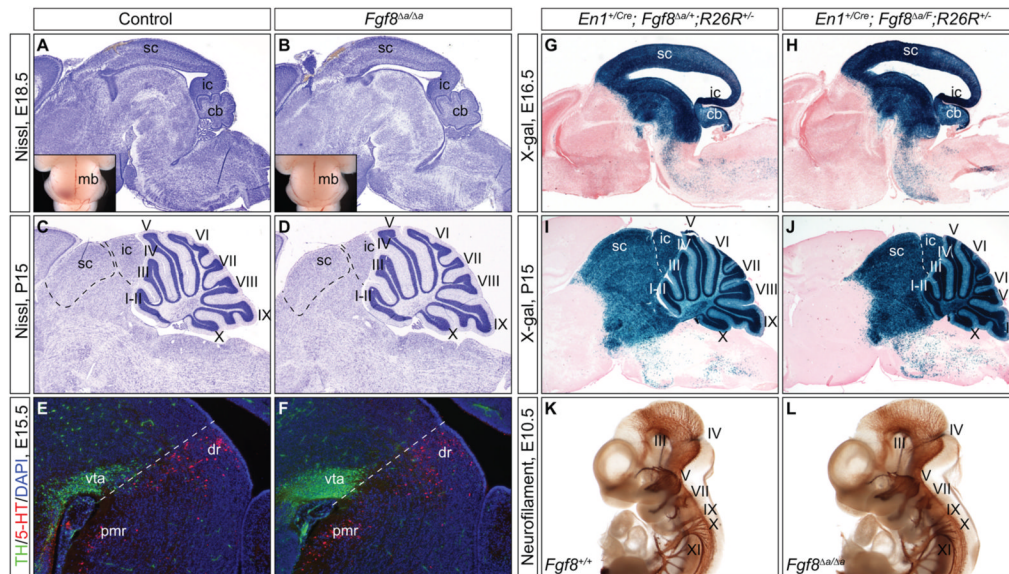 Control
Fgf8Δa/Δa
En1+/Cre; Fgf8Δa/+;R26R+/-
En1+/Cre; Fgf8Δa/F;R26R+/-
Nissl, E18.5
A
sc
ic
cb
mb
B
sc
ic
cb
mb
X-gal, E16.5
G
sc
ic
cb
H
sc
ic
cb
Nissl, P15
C
sc
ic
I-II
III
IV
V
VI
VII
VIII
IX
X
D
sc
ic
I-II
III
IV
V
VI
VII
VIII
IX
X
X-gal, P15
I
sc
ic
I-II
III
IV
V
VI
VII
VIII
IX
X
J
sc
ic
I-II
III
IV
V
VI
VII
X
TH/5-HT/DAPI, E15.5
E
vta
dr
pmr
F
vta
dr
pmr
Neurofilament, E10.5
K
III
IV
V
VII
IX
X
XI
Fgf8+/+
L
III
IV
V
VII
IX
X
XI
Fgf8Δa/Δa